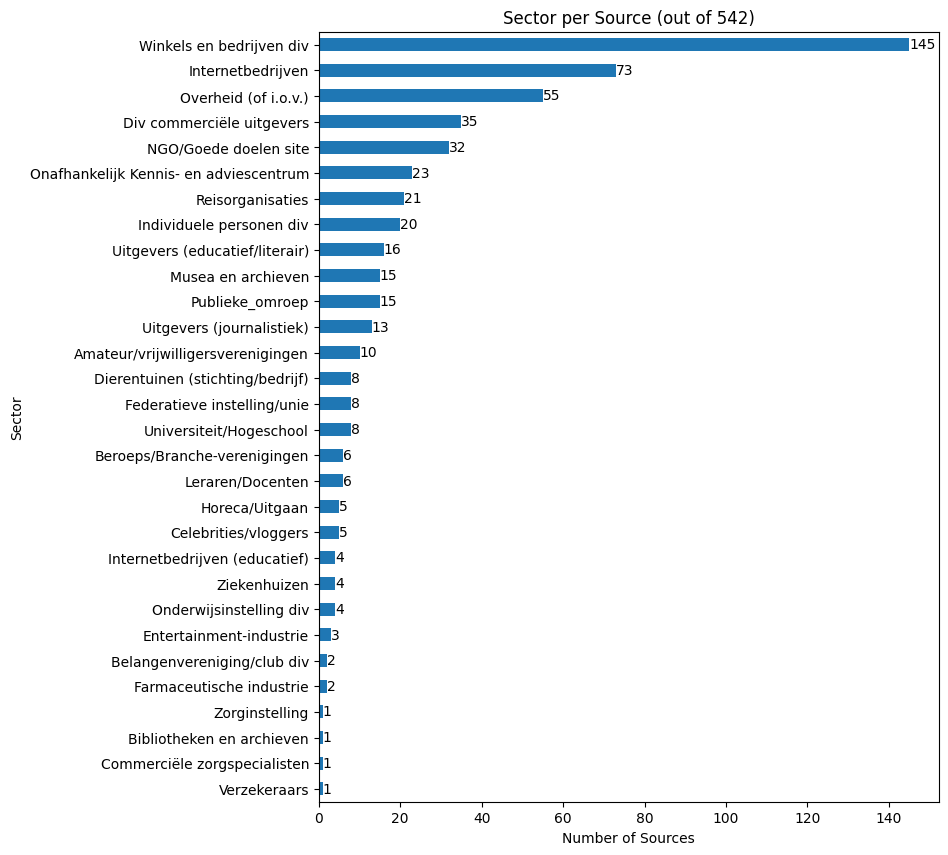 Sector per Source (out of 542)
Winkels en bedrijven div 145
Internetbedrijven 73
Overheid (of i.o.v.) 55
Div commerciële uitgevers 35
NGO/Goede doelen site 32
Onafhankelijk Kennis- en adviescentrum 23
Reisorganisaties 21
Individuele personen div 20
Uitgevers (educatief/literair) 16
Musea en archieven 15
Publieke_omroep 15
Uitgevers (journalistiek) 13
Amateur/vrijwilligersverenigingen 10
Dierentuinen (stichting/bedrijf) 8
Federatieve instelling/unie 8
Universiteit/Hogeschool 8
Beroeps/Branche-verenigingen 6
Leraren/Docenten 6
Horeca/Uitgaan 5
Celebrities/vloggers 5
Internetbedrijven (educatief) 4
Ziekenhuizen 4
Onderwijsinstelling div 4
Entertainment-industrie 3
Belangenvereniging/club div 2
Farmaceutische industrie 2
Zorginstelling 1
Bibliotheken en archieven 1
Commerciële zorgspecialisten 1
Verzekeraars 1
Sector
0 20 40 60 80 100 120 140
Number of Sources